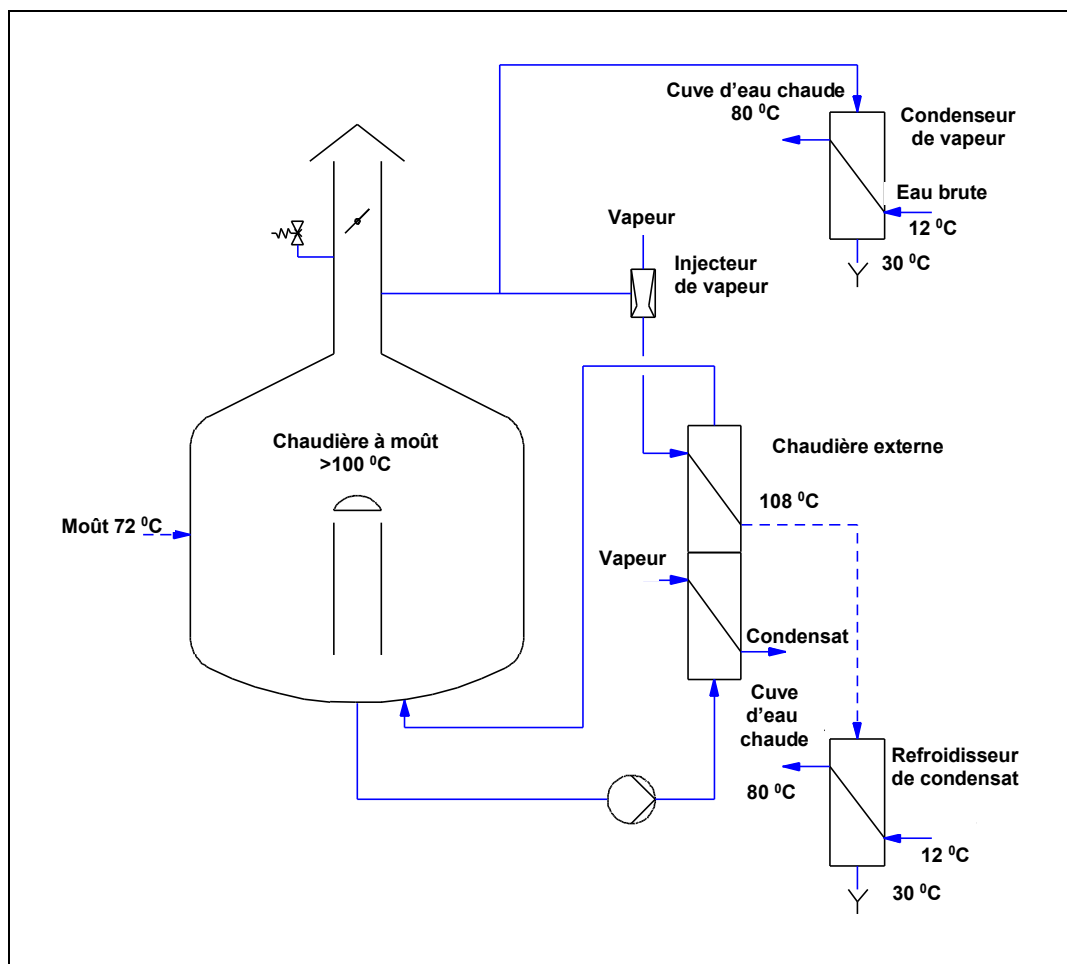 Cuve d'eau chaude
80 ⁰C
Condenseur
de vapeur
Eau brute
12 ⁰C
30 ⁰C
Vapeur
Injecteur
de vapeur
Chaudière à moût
>100 ⁰C
Chaudière externe
108 ⁰C
Moût 72 ⁰C
Vapeur
Condensat
Cuve
d'eau
chaude
80 ⁰C
Refroidisseur
de condensat
12 ⁰C
30 ⁰C